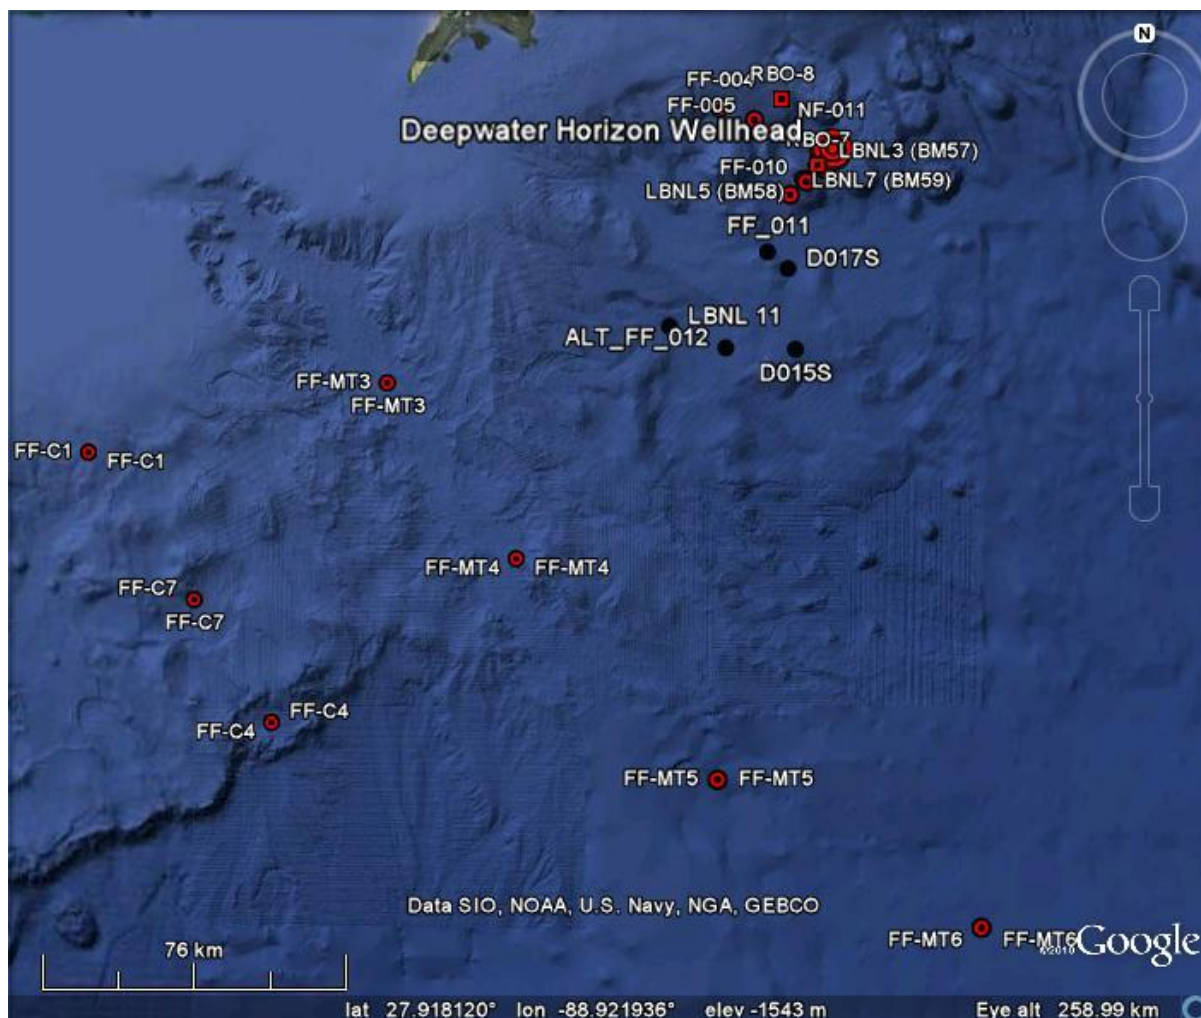 N
FF-004
RBO-8
FF-005
NF-011
Deepwater Horizon Wellhead
RBO-7
LBNL3 (BM57)
FF-010
LBNL7 (BM59)
LBNL5 (BM58)
FF_011
D017S
LBNL 11
ALT_FF_012
D015S
FF-MT3
FF-MT3
FF-C1
FF-C1
FF-MT4
FF-MT4
FF-C7
FF-C7
FF-C4
FF-C4
FF-MT5
FF-MT5
Data SIO, NOAA, U.S. Navy, NGA, GEBCO
FF-MT6
FF-MT6
©2010 Google
76 km
lat 27.918120° lon -88.921936° elev -1543 m
Eye alt 258.99 km